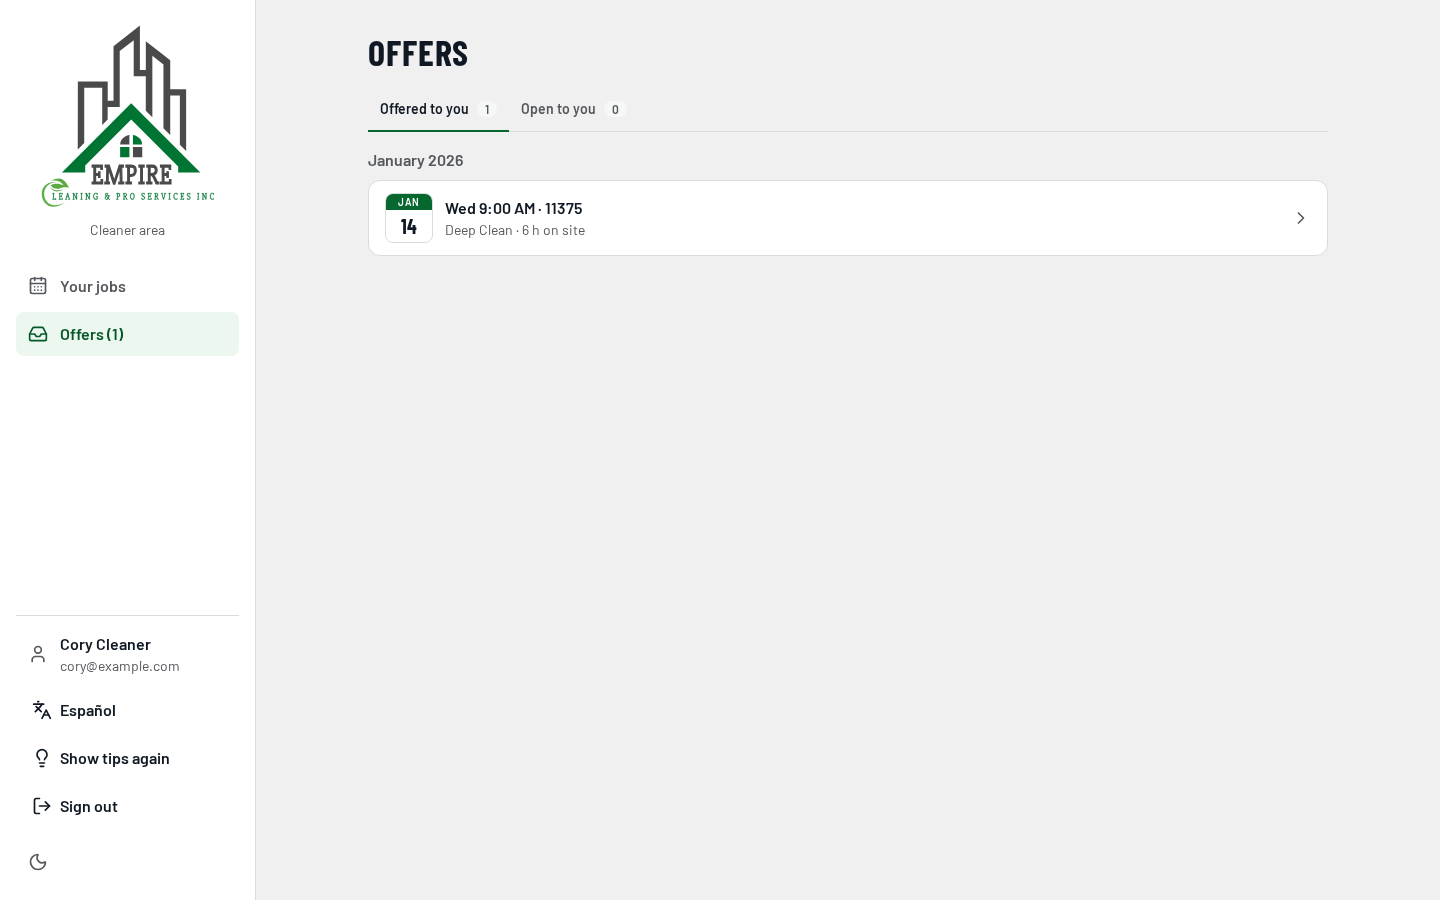 EMPIRE
CLEANING & PRO SERVICES INC
Cleaner area
Your jobs
Offers (1)
Cory Cleaner
cory@example.com
Español
Show tips again
Sign out
OFFERS
Offered to you 1
Open to you 0
January 2026
JAN
14
Wed 9:00 AM · 11375
Deep Clean · 6 h on site